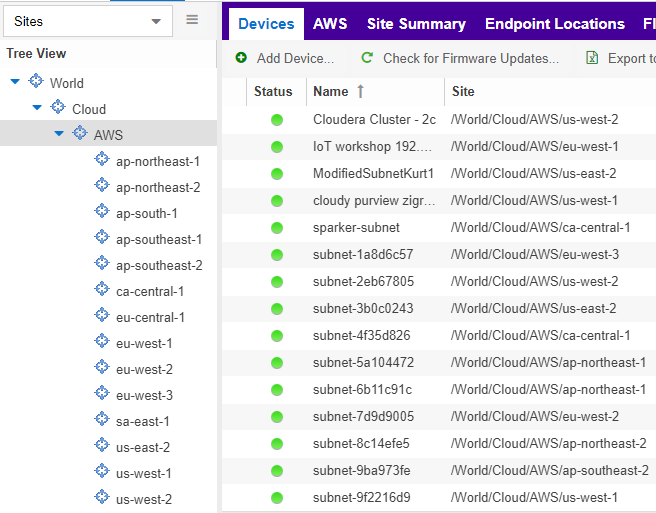 Sites
Tree View
World
Cloud
AWS
ap-northeast-1
ap-northeast-2
ap-south-1
ap-southeast-1
ap-southeast-2
ca-central-1
eu-central-1
eu-west-1
eu-west-2
eu-west-3
sa-east-1
us-east-2
us-west-1
us-west-2
Devices AWS Site Summary Endpoint Locations Fl
Add Device... Check for Firmware Updates... Export to
Status Name ↑ Site
Cloudera Cluster - 2c /World/Cloud/AWS/us-west-2
IoT workshop 192.... /World/Cloud/AWS/eu-west-1
ModifiedSubnetKurt1 /World/Cloud/AWS/us-east-2
cloudy purview zigr... /World/Cloud/AWS/us-west-1
sparker-subnet /World/Cloud/AWS/ca-central-1
subnet-1a8d6c57 /World/Cloud/AWS/eu-west-3
subnet-2eb67805 /World/Cloud/AWS/us-west-2
subnet-3b0c0243 /World/Cloud/AWS/us-east-2
subnet-4f35d826 /World/Cloud/AWS/ca-central-1
subnet-5a104472 /World/Cloud/AWS/ap-northeast-1
subnet-6b11c91c /World/Cloud/AWS/ap-northeast-1
subnet-7d9d9005 /World/Cloud/AWS/eu-west-2
subnet-8c14efe5 /World/Cloud/AWS/ap-northeast-2
subnet-9ba973fe /World/Cloud/AWS/ap-southeast-2
subnet-9f2216d9 /World/Cloud/AWS/us-west-1